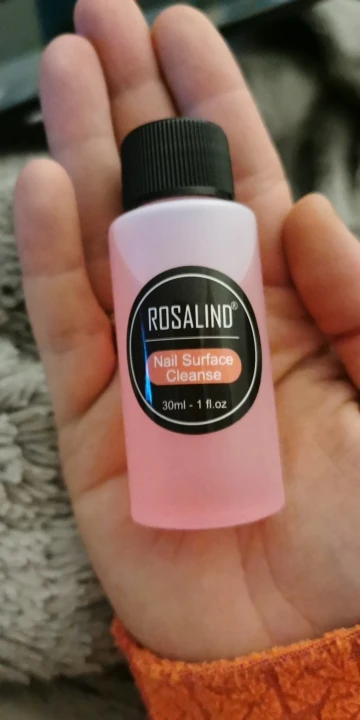 ROSALIND®
Nail Surface
Cleanse
30ml - 1 fl.oz